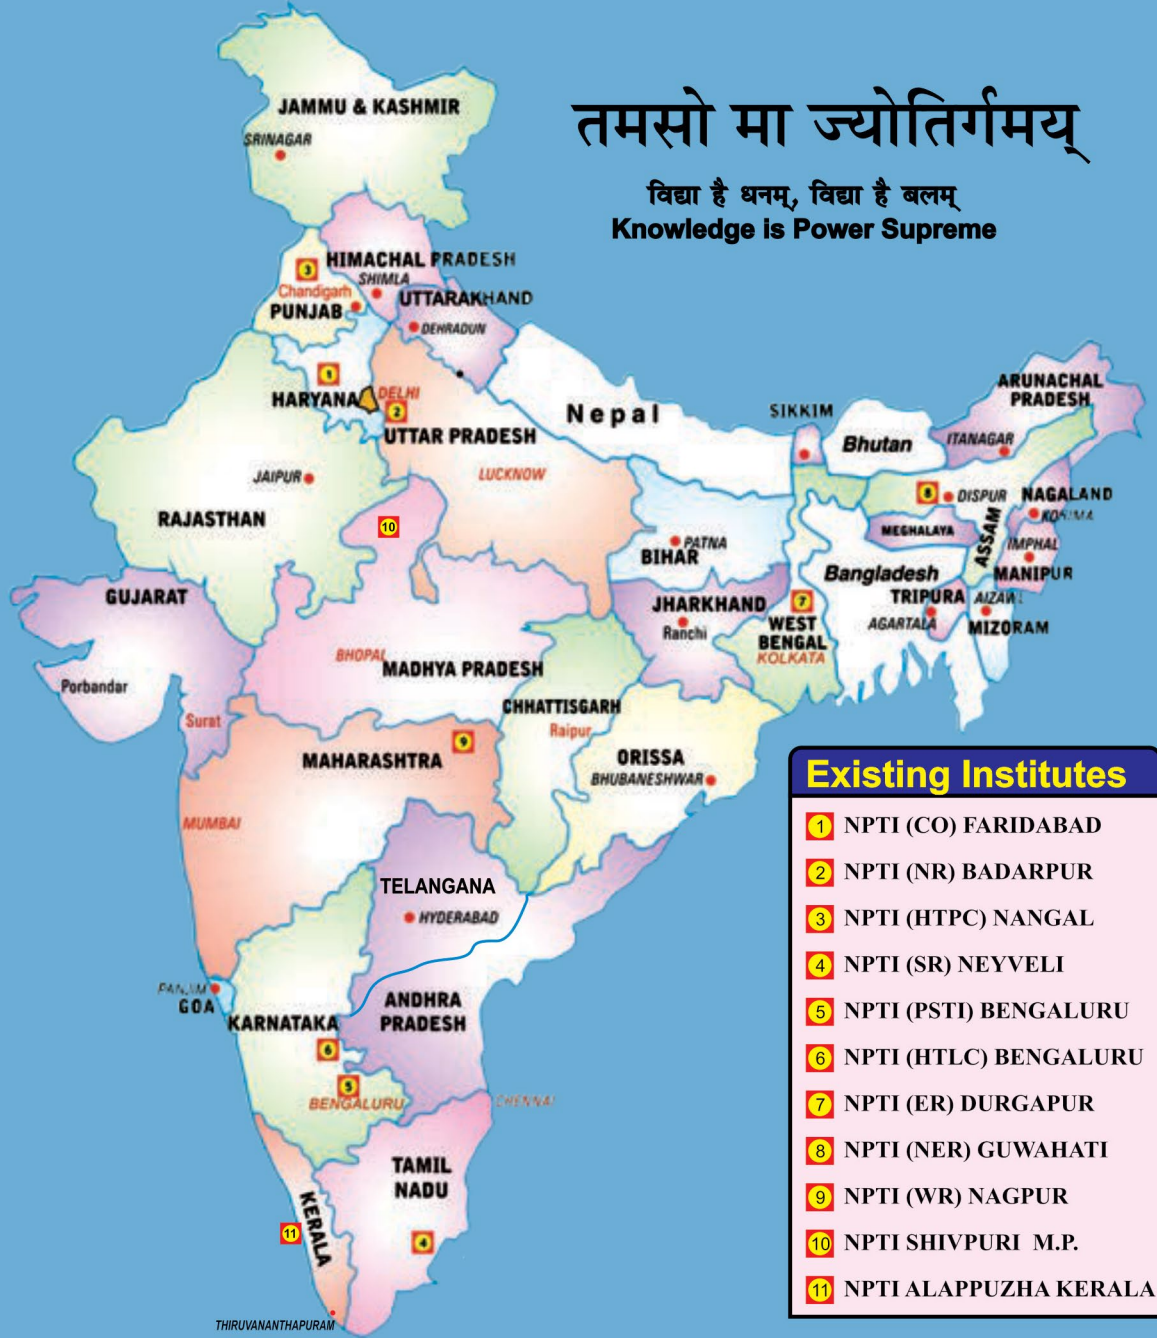 तमसो मा ज्योतिर्गमय्
विद्या है धनम्, विद्या है बलम्
Knowledge is Power Supreme
JAMMU & KASHMIR
SRINAGAR
HIMACHAL PRADESH
3
SHIMLA
Chandigarh
PUNJAB
UTTARAKHAND
DEHRADUN
1
HARYANA
DELHI
2
UTTAR PRADESH
LUCKNOW
Nepal
SIKKIM
Bhutan
ARUNACHAL
PRADESH
ITANAGAR
JAIPUR
RAJASTHAN
10
8
DISPUR
NAGALAND
KOHIMA
MEGHALAYA
ASSAM
IMPHAL
MANIPUR
PATNA
BIHAR
Bangladesh
TRIPURA
AIZAWL
AGARTALA
MIZORAM
GUJARAT
JHARKHAND
Ranchi
7
WEST
BENGAL
KOLKATA
BHOPAL
MADHYA PRADESH
Porbandar
Surat
CHHATTISGARH
Raipur
MAHARASHTRA
9
ORISSA
BHUBANESHWAR
MUMBAI
TELANGANA
HYDERABAD
PANJIM
GOA
KARNATAKA
ANDHRA
PRADESH
6
5
BENGALURU
CHENNAI
TAMIL
NADU
KERALA
11
4
THIRUVANANTHAPURAM
Existing Institutes
1 NPTI (CO) FARIDABAD
2 NPTI (NR) BADARPUR
3 NPTI (HTPC) NANGAL
4 NPTI (SR) NEYVELI
5 NPTI (PSTI) BENGALURU
6 NPTI (HTLC) BENGALURU
7 NPTI (ER) DURGAPUR
8 NPTI (NER) GUWAHATI
9 NPTI (WR) NAGPUR
10 NPTI SHIVPURI M.P.
11 NPTI ALAPPUZHA KERALA